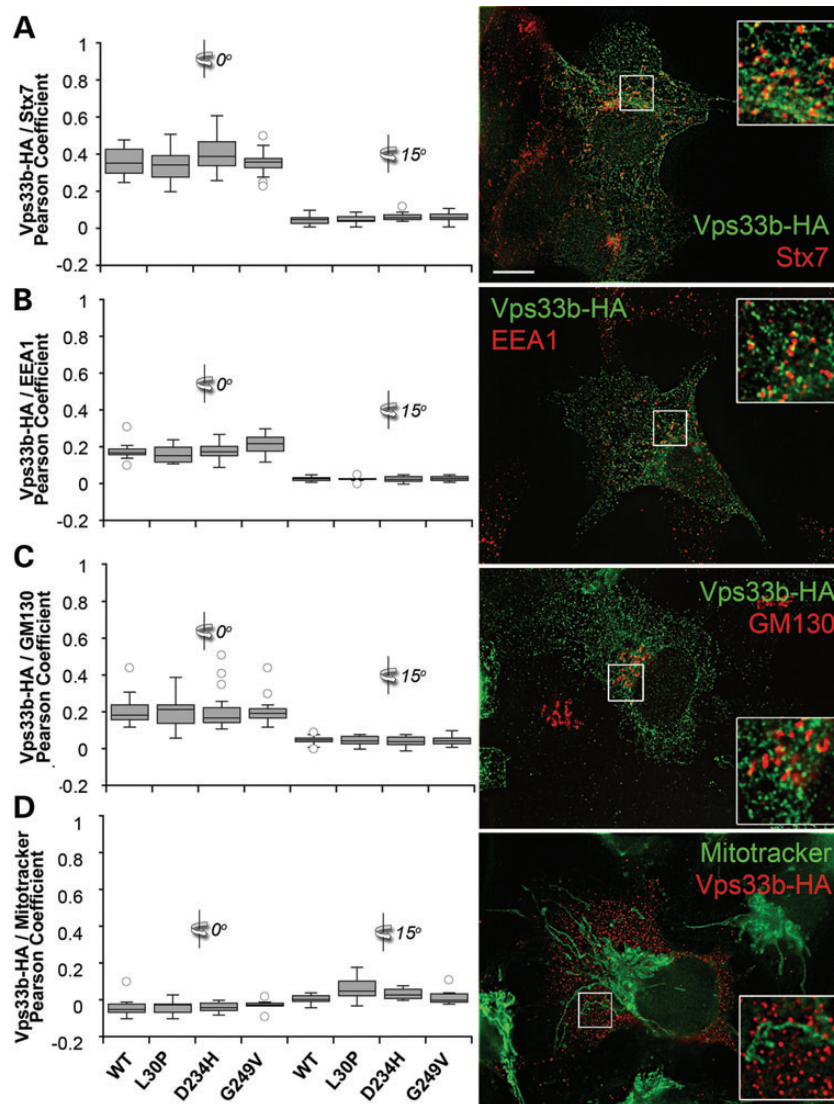 A
Vps33b-HA / Stx7
Pearson Coefficient
1
0.8
0.6
0.4
0.2
0
-0.2
0°
15°
Vps33b-HA
Stx7
B
Vps33b-HA / EEA1
Pearson Coefficient
1
0.8
0.6
0.4
0.2
0
-0.2
0°
15°
Vps33b-HA
EEA1
C
Vps33b-HA / GM130
Pearson Coefficient
1
0.8
0.6
0.4
0.2
0
-0.2
0°
15°
Vps33b-HA
GM130
D
Vps33b-HA / Mitotracker
Pearson Coefficient
1
0.8
0.6
0.4
0.2
0
-0.2
0°
15°
WT L30P D234H G249V WT L30P D234H G249V
Mitotracker
Vps33b-HA